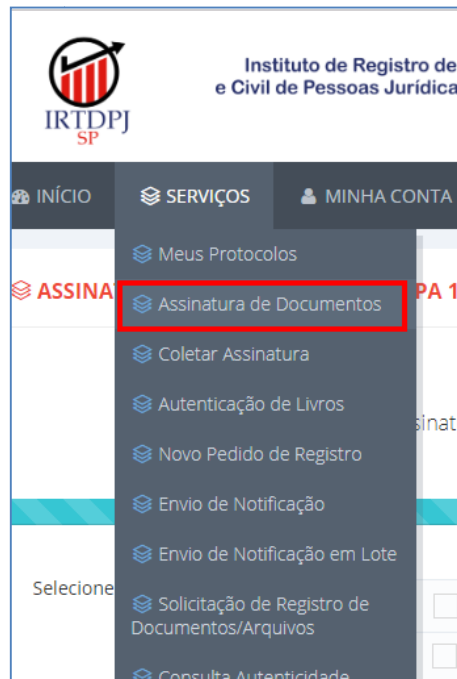 IRTDPJ
SP
Instituto de Registro de
e Civil de Pessoas Jurídica
INÍCIO
SERVIÇOS
MINHA CONTA
Meus Protocolos
ASSINA
Assinatura de Documentos
PA 1
Coletar Assinatura
Autenticação de Livros
sinat
Novo Pedido de Registro
Envio de Notificação
Envio de Notificação em Lote
Selecione
Solicitação de Registro de
Documentos/Arquivos
Consulta Autenticidade